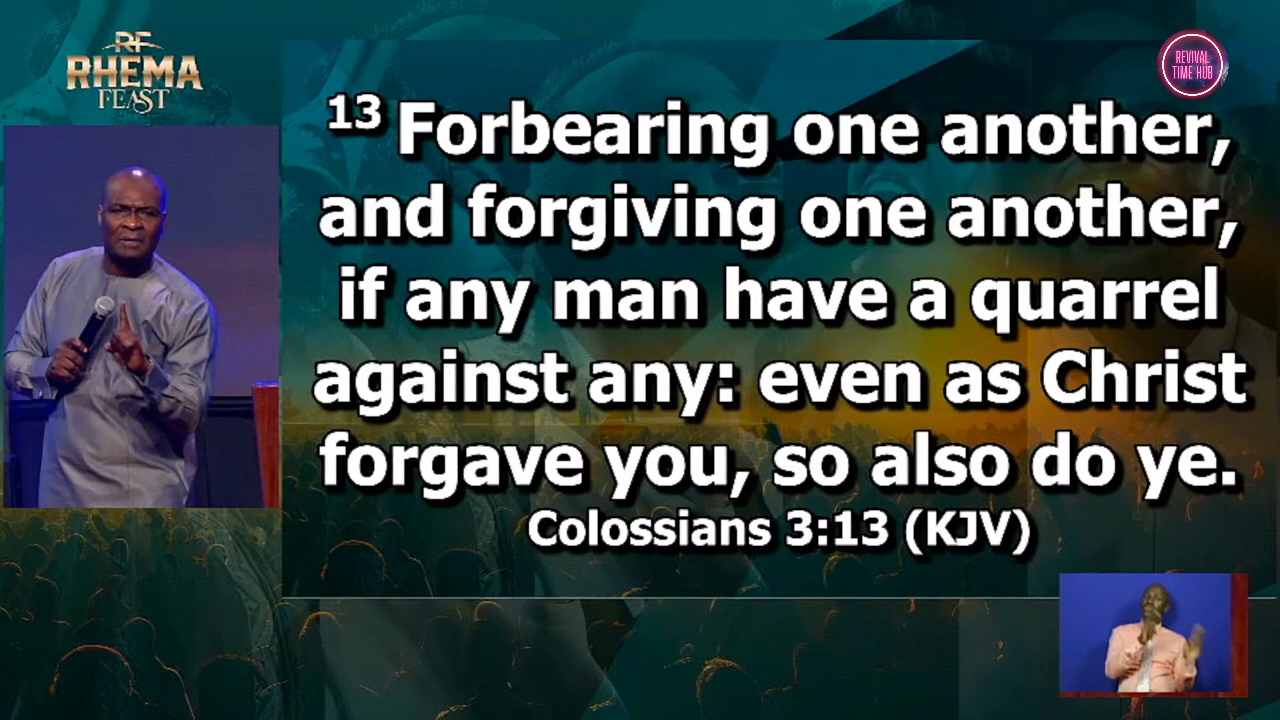 RF
RHEMA
FEAST
REVIVAL
TIME HUB
13 Forbearing one another,
and forgiving one another,
if any man have a quarrel
against any: even as Christ
forgave you, so also do ye.
Colossians 3:13 (KJV)